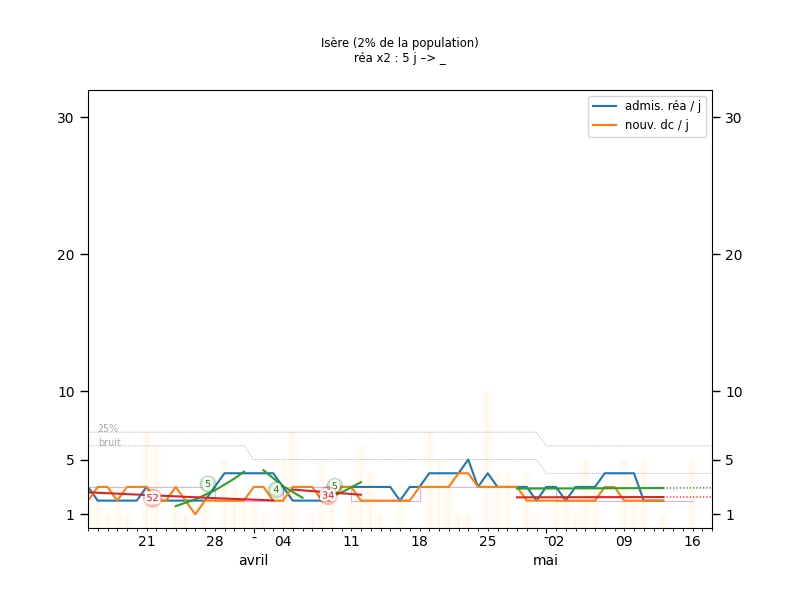 Isère (2% de la population)
réa x2 : 5 j –> _
admis. réa / j
nouv. dc / j
30 30
20 20
10 10
25%
bruit
5 5
5 4 5
52 34
1 1
21 28 - 04 11 18 25 -02 09 16
avril mai